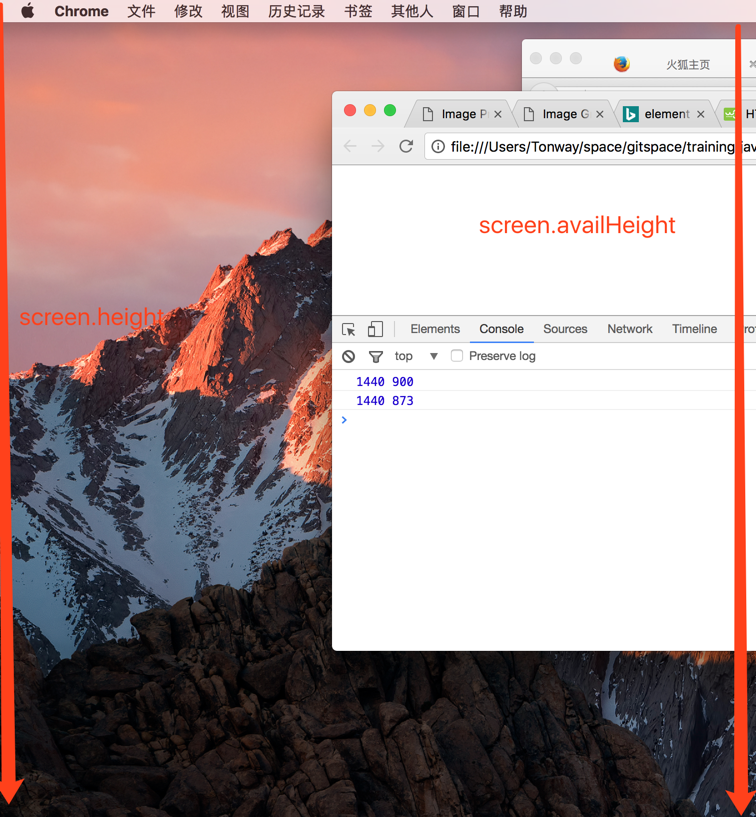 Chrome 文件 修改 视图 历史记录 书签 其他人 窗口 帮助
火狐主页
Image P
Image G
element
file:///Users/Tonway/space/gitspace/training
screen.availHeight
screen.height
Elements Console Sources Network Timeline
top Preserve log
1440 900
1440 873